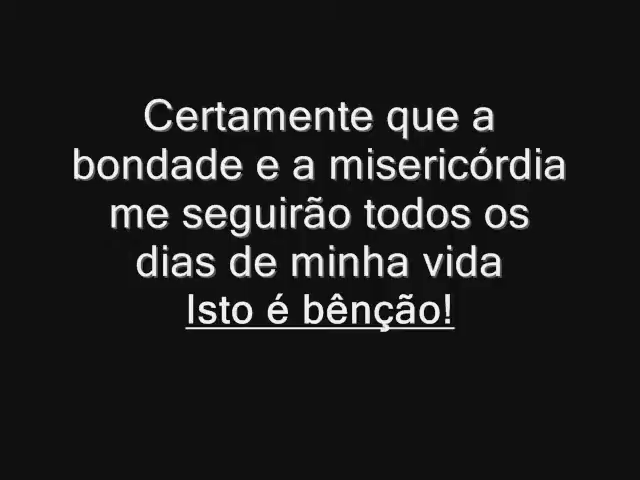 Certamente que a
bondade e a misericórdia
me seguirão todos os
dias de minha vida
Isto é bênção!